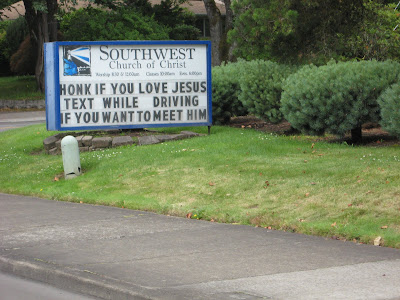 SOUTHWEST
Church of Christ
HONK IF YOU LOVE JESUS
TEXT WHILE DRIVING
IF YOU WANT TO MEET HIM